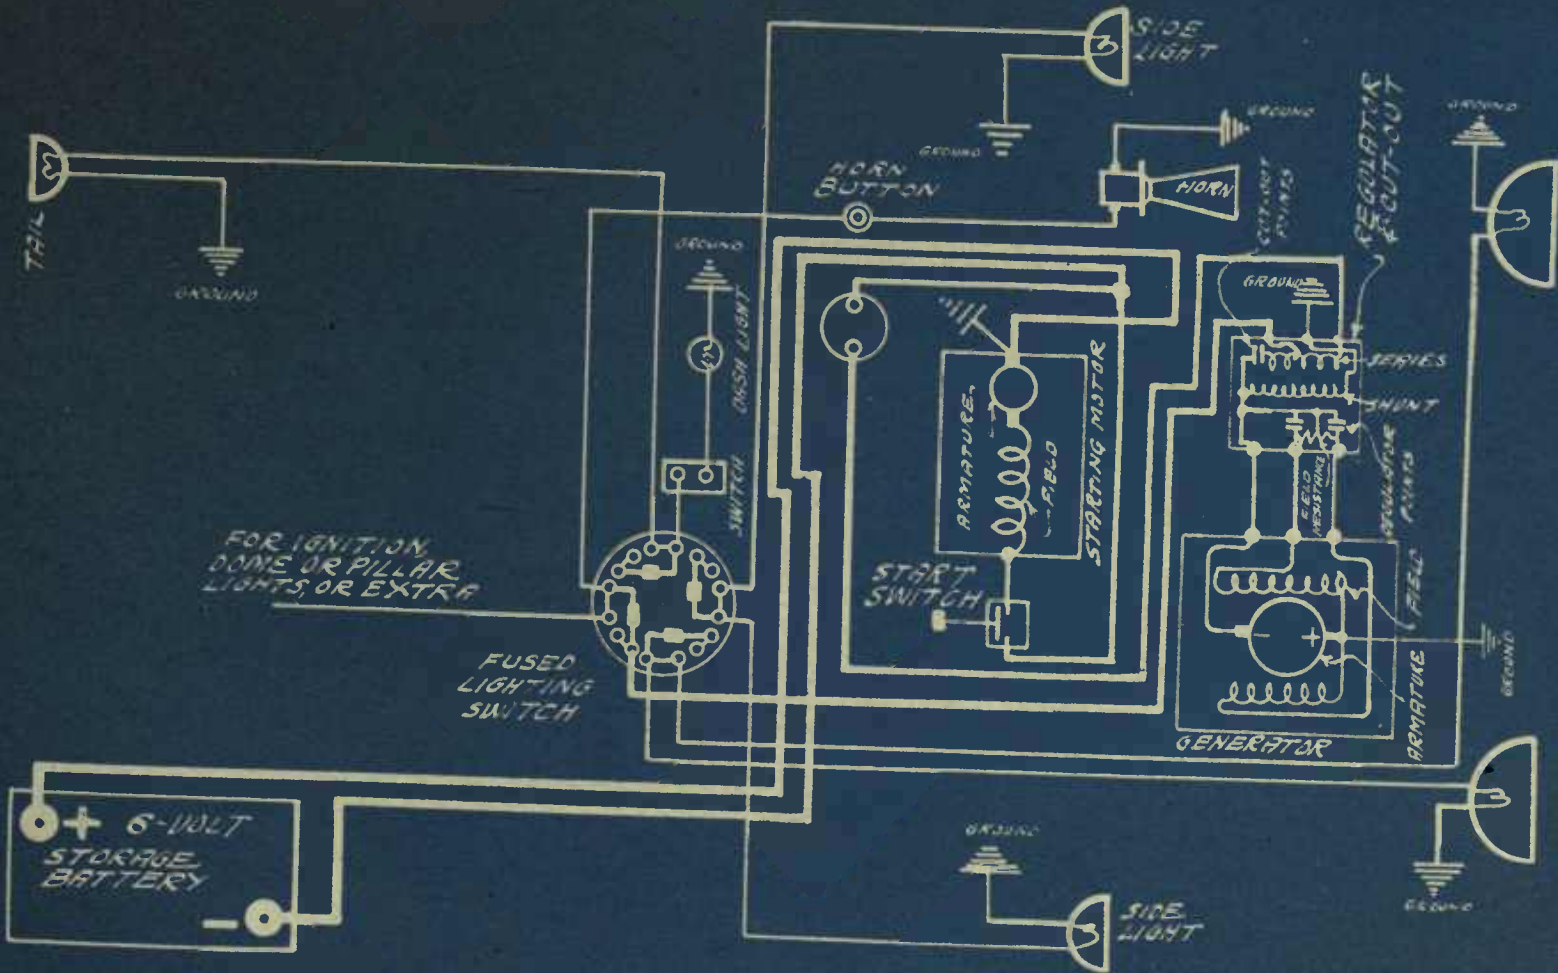 SIDE
LIGHT
GROUND
GROUND
HORN
HORN
BUTTON
REGULATOR
& CUT-OUT
CUT-OUT
POINTS
GROUND
TAIL
GROUND
GROUND
DASH LIGHT
SWITCH
GROUND
SERIES
SHUNT
ARMATURE
FIELD
STARTING MOTOR
START
SWITCH
FIELD
RESISTANCE
REGULATOR
POINTS
FIELD
ARMATURE
GROUND
GENERATOR
FOR IGNITION,
DOME OR PILLAR
LIGHTS, OR EXTRA
FUSED
LIGHTING
SWITCH
+ 6-VOLT
STORAGE
BATTERY
-
- +
GROUND
SIDE
LIGHT
GROUND